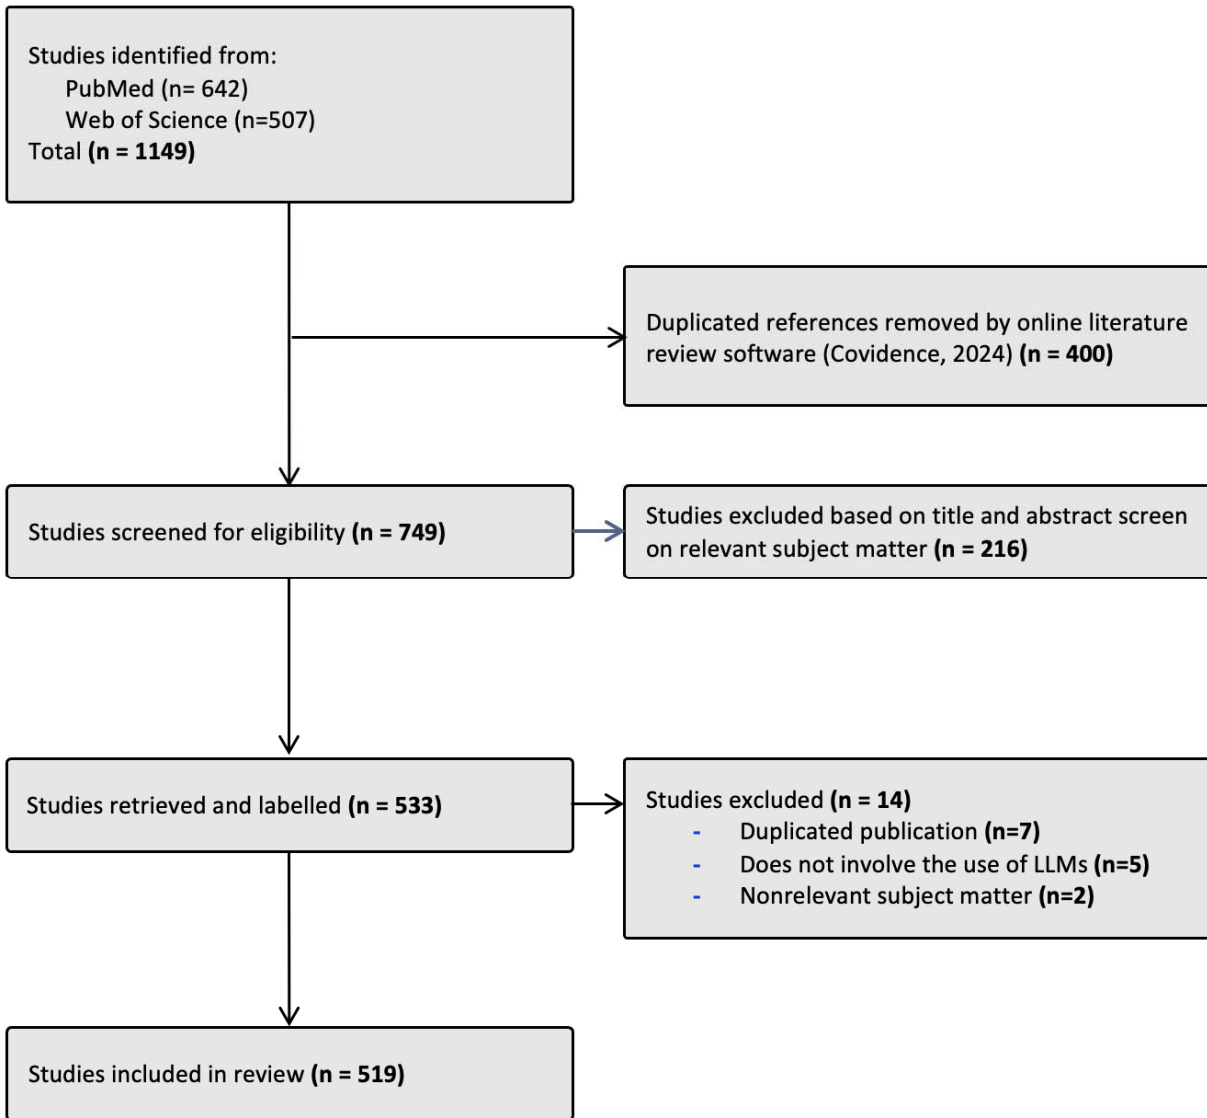 Studies identified from:
PubMed (n= 642)
Web of Science (n=507)
Total (n = 1149)
Duplicated references removed by online literature
review software (Covidence, 2024) (n = 400)
Studies screened for eligibility (n = 749)
Studies excluded based on title and abstract screen
on relevant subject matter (n = 216)
Studies retrieved and labelled (n = 533)
Studies excluded (n = 14)
- Duplicated publication (n=7)
- Does not involve the use of LLMs (n=5)
- Nonrelevant subject matter (n=2)
Studies included in review (n = 519)